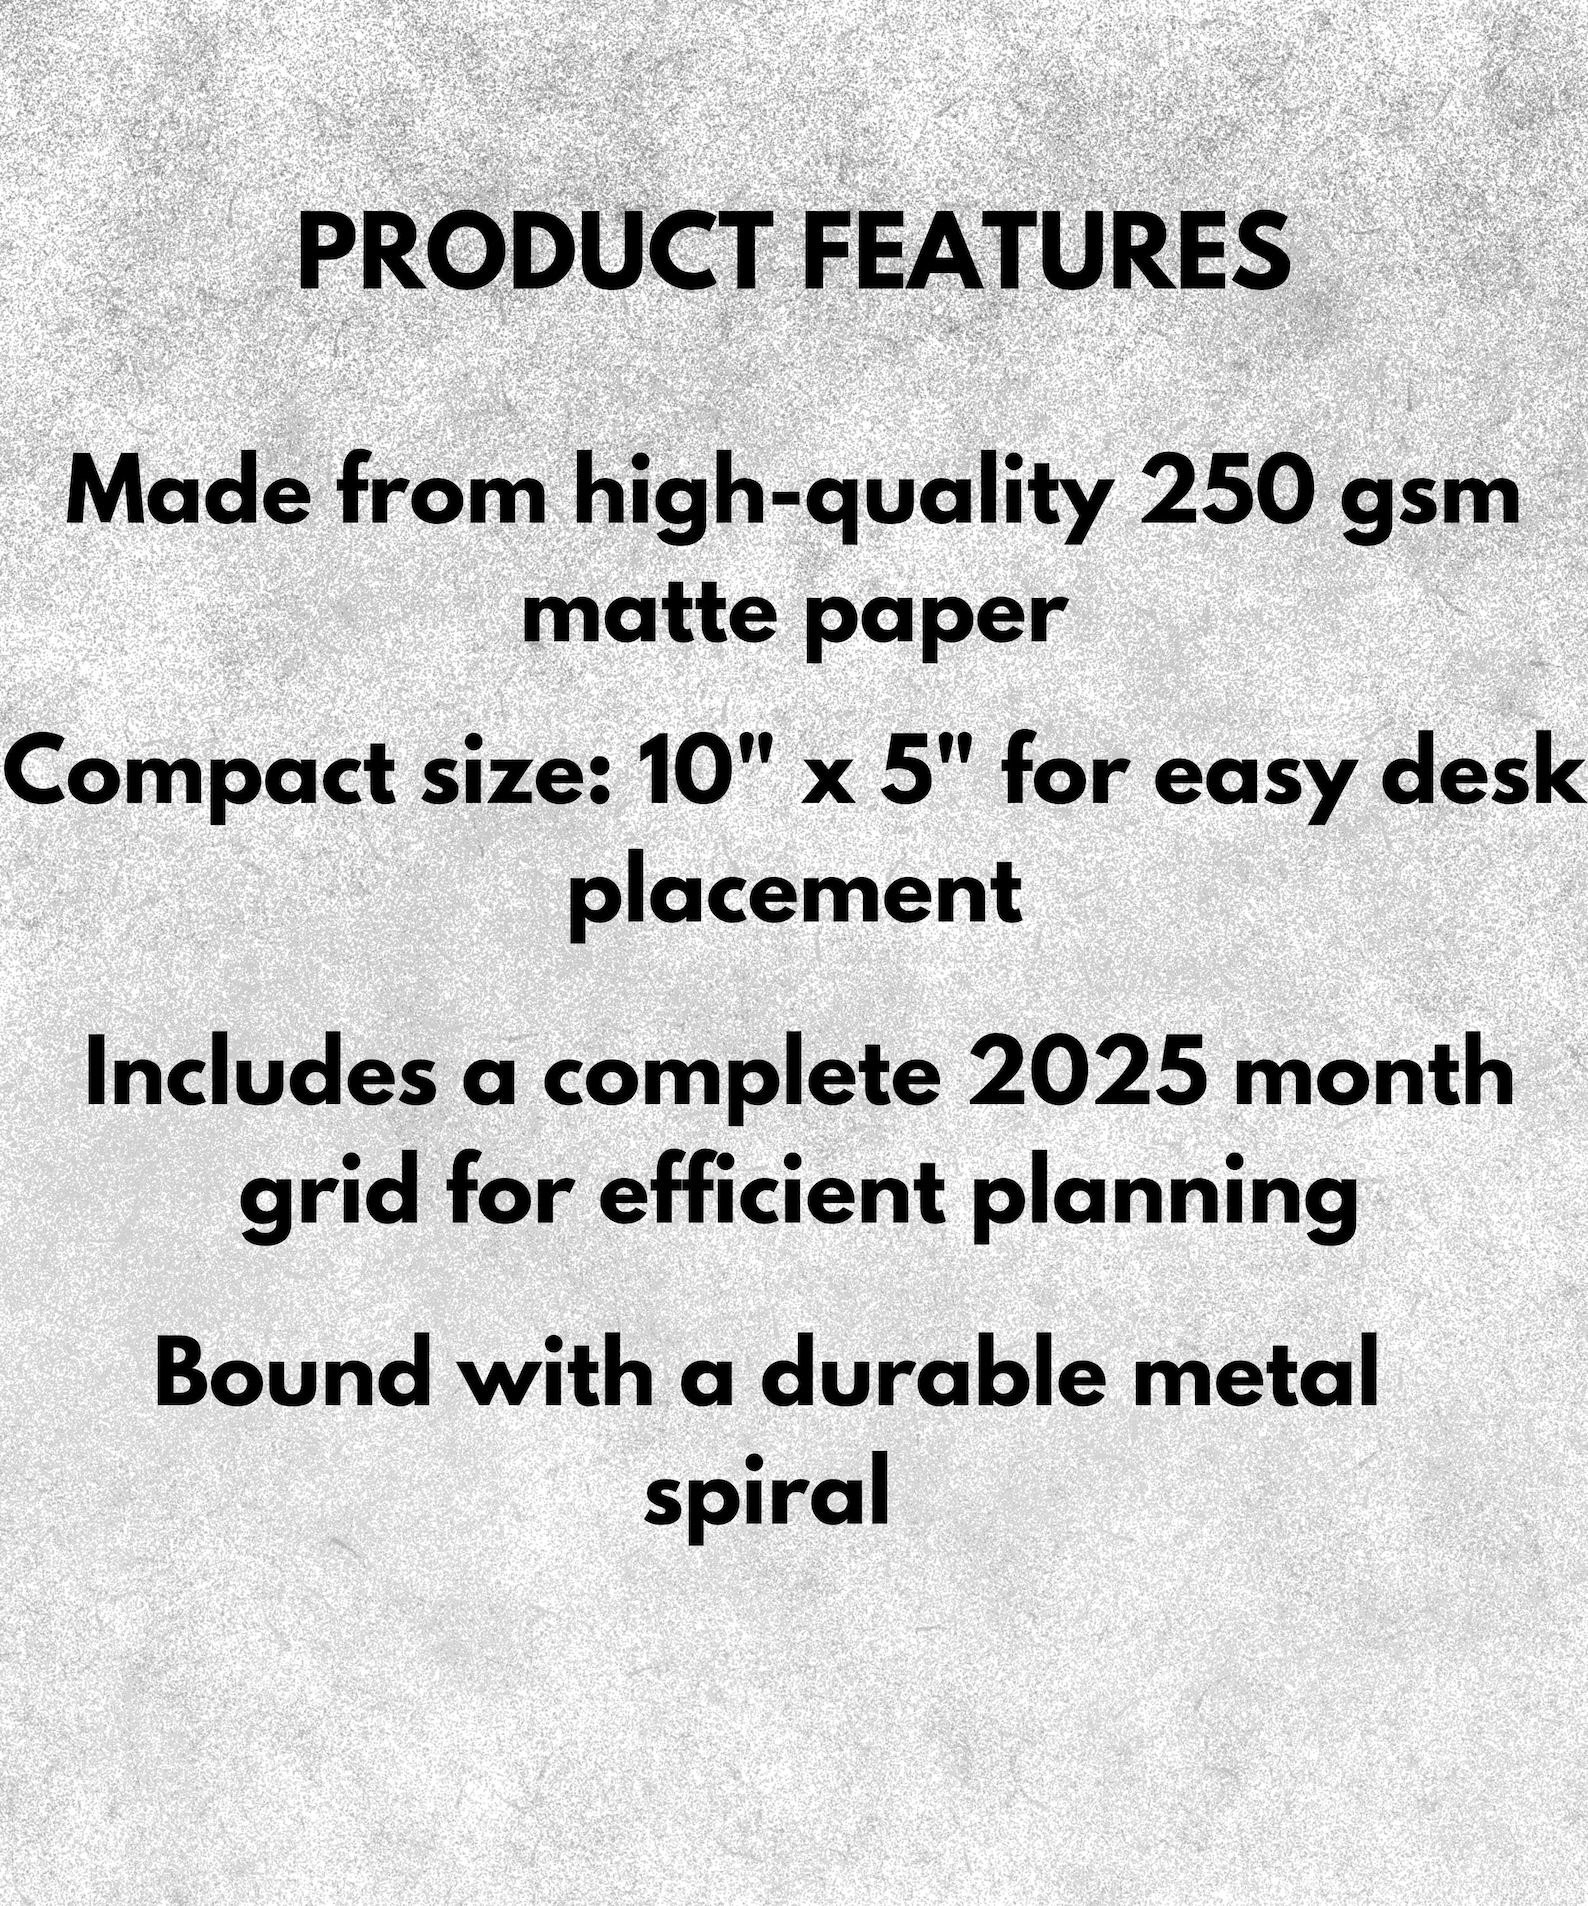 PRODUCT FEATURES
Made from high-quality 250 gsm
matte paper
Compact size: 10" x 5" for easy desk
placement
Includes a complete 2025 month
grid for efficient planning
Bound with a durable metal
spiral